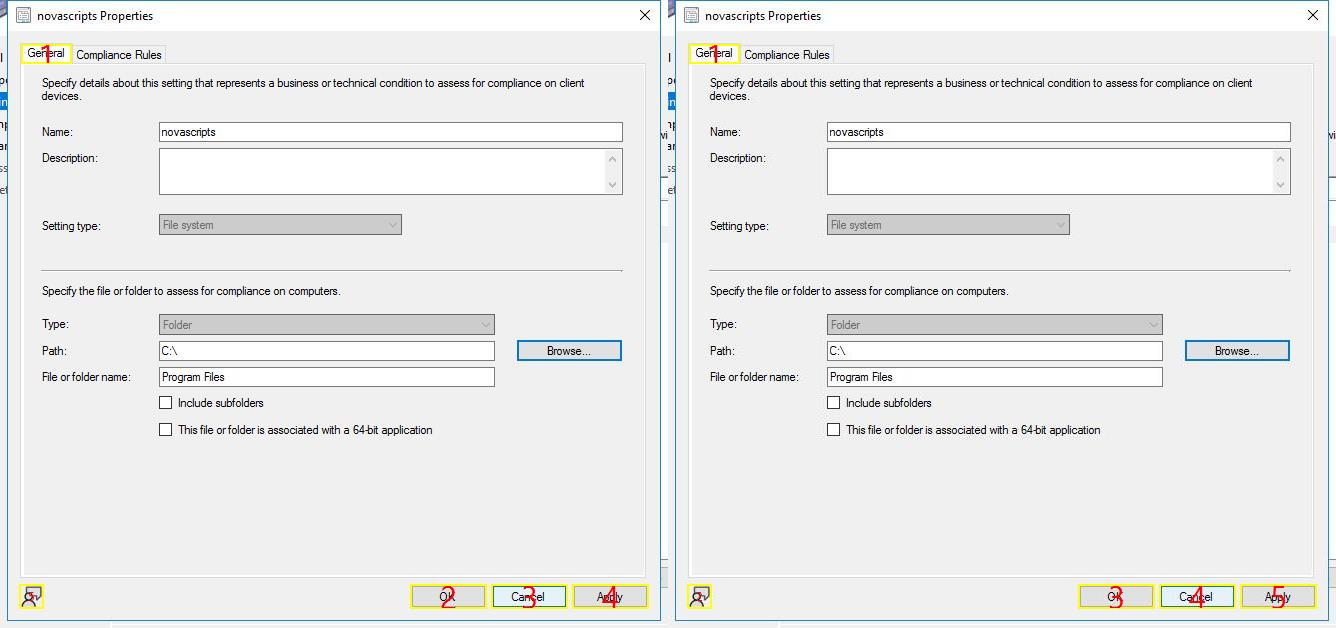 novascripts Properties
General Compliance Rules
1
Specify details about this setting that represents a business or technical condition to assess for compliance on client
devices.
Name: novascripts
Description:
Setting type: File system
Specify the file or folder to assess for compliance on computers.
Type: Folder
Path: C:\ Browse...
File or folder name: Program Files
Include subfolders
This file or folder is associated with a 64-bit application
OK Cancel Apply
2 3 4
novascripts Properties
General Compliance Rules
1
Specify details about this setting that represents a business or technical condition to assess for compliance on client
devices.
Name: novascripts
Description:
Setting type: File system
Specify the file or folder to assess for compliance on computers.
Type: Folder
Path: C:\ Browse...
File or folder name: Program Files
Include subfolders
This file or folder is associated with a 64-bit application
OK Cancel Apply
3 4 5